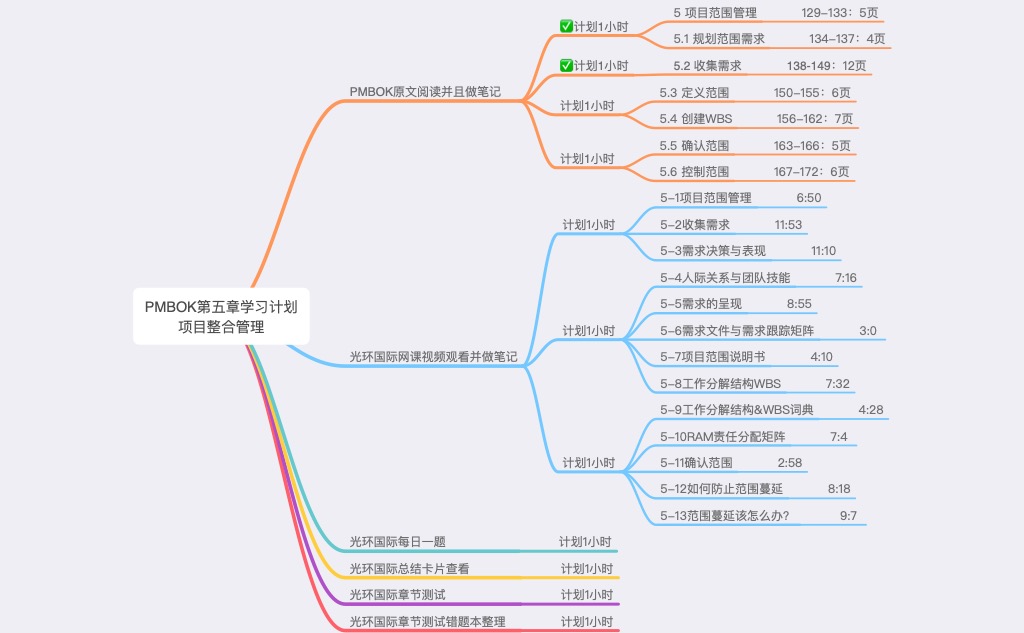 PMBOK第五章学习计划
项目整合管理
PMBOK原文阅读并且做笔记
✅计划1小时
5 项目范围管理 129-133：5页
5.1 规划范围需求 134-137：4页
✅计划1小时
5.2 收集需求 138-149：12页
计划1小时
5.3 定义范围 150-155：6页
5.4 创建WBS 156-162：7页
计划1小时
5.5 确认范围 163-166：5页
5.6 控制范围 167-172：6页
光环国际网课视频观看并做笔记
计划1小时
5-1项目范围管理 6:50
5-2收集需求 11:53
5-3需求决策与表现 11:10
计划1小时
5-4人际关系与团队技能 7:16
5-5需求的呈现 8:55
5-6需求文件与需求跟踪矩阵 3:0
5-7项目范围说明书 4:10
5-8工作分解结构WBS 7:32
计划1小时
5-9工作分解结构&WBS词典 4:28
5-10RAM责任分配矩阵 7:4
5-11确认范围 2:58
5-12如何防止范围蔓延 8:18
5-13范围蔓延该怎么办? 9:7
光环国际每日一题 计划1小时
光环国际总结卡片查看 计划1小时
光环国际章节测试 计划1小时
光环国际章节测试错题本整理 计划1小时